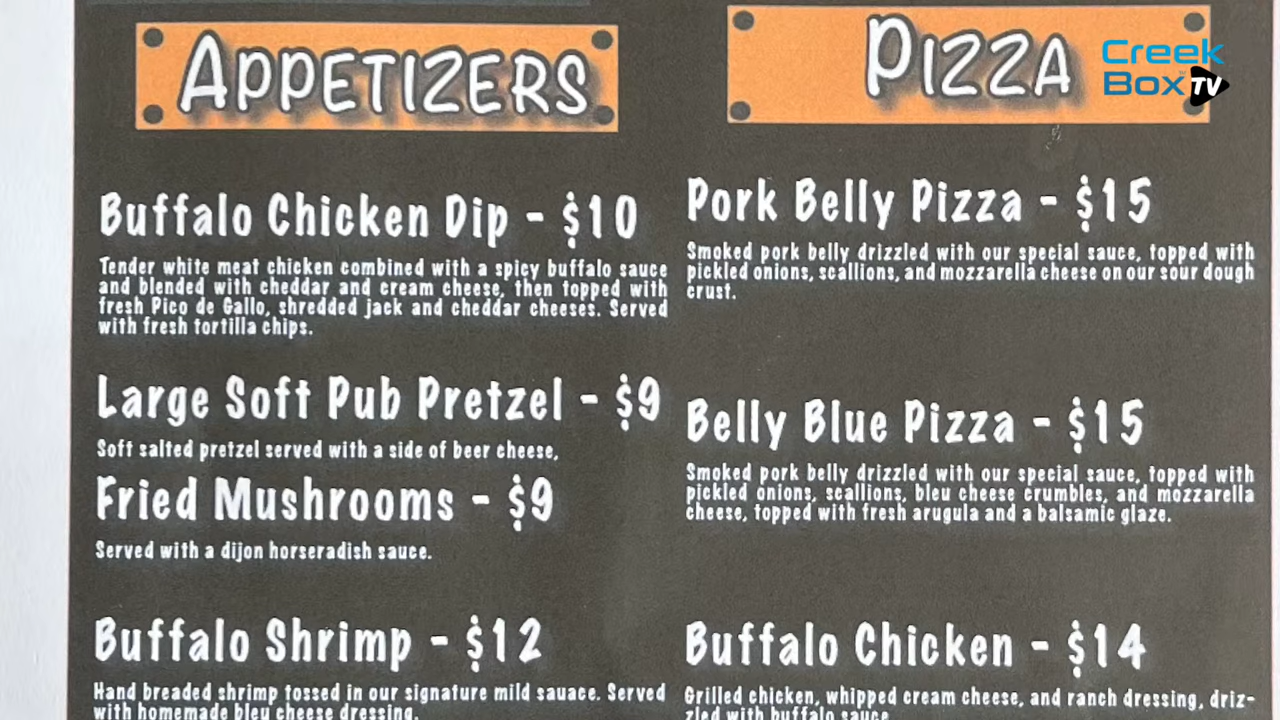 APPETIZERS
Buffalo Chicken Dip - $10
Tender white meat chicken combined with a spicy buffalo sauce
and blended with cheddar and cream cheese, then topped with
fresh Pico de Gallo, shredded jack and cheddar cheeses. Served
with fresh tortilla chips.
Large Soft Pub Pretzel - $9
Soft salted pretzel served with a side of beer cheese,
Fried Mushrooms - $9
Served with a dijon horseradish sauce.
Buffalo Shrimp - $12
Hand breaded shrimp tossed in our signature mild sauace. Served
with homemade bleu cheese dressing.
PIZZA
Creek
Box TV
Pork Belly Pizza - $15
Smoked pork belly drizzled with our special sauce, topped with
pickled onions, scallions, and mozzarella cheese on our sour dough
crust.
Belly Blue Pizza - $15
Smoked pork belly drizzled with our special sauce, topped with
pickled onions, scallions, bleu cheese crumbles, and mozzarella
cheese, topped with fresh arugula and a balsamic glaze.
Buffalo Chicken - $14
Grilled chicken, whipped cream cheese, and ranch dressing, driz-
zled with buffalo sauce